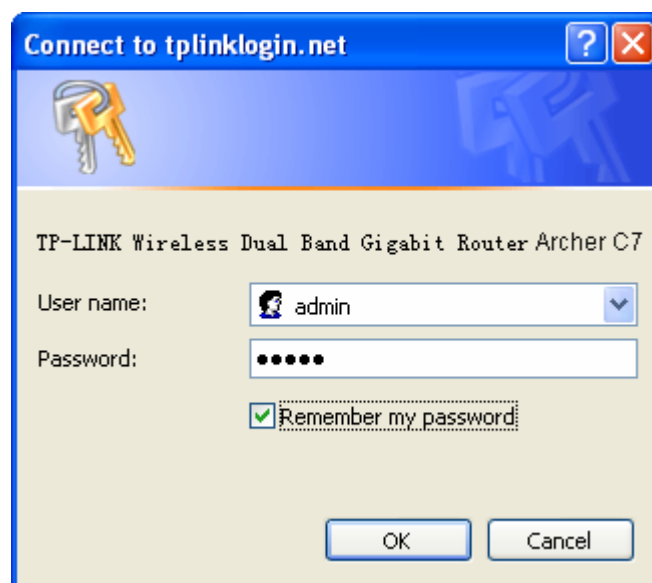 Connect to tplinklogin.net
TP-LINK Wireless Dual Band Gigabit Router Archer C7
User name: admin
Password: •••••
Remember my password
OK Cancel